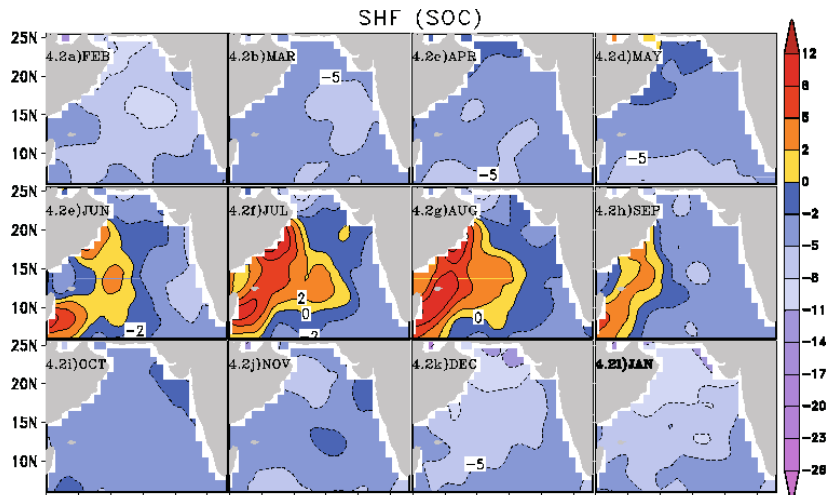 SHF (SOC)
25N 4.2a)FEB 4.2b)MAR 4.2c)APR 4.2d)MAY
20N
15N -5 -5
10N -5 -5
25N 4.2e)JUN 4.2f)JUL 4.2g)AUG 4.2h)SEP
20N
15N
10N -2 2 0 -2 0
25N 4.2i)OCT 4.2j)NOV 4.2k)DEC 4.2l)JAN
20N
15N
10N -5
12
8
5
2
0
-2
-5
-8
-11
-14
-17
-20
-23
-26